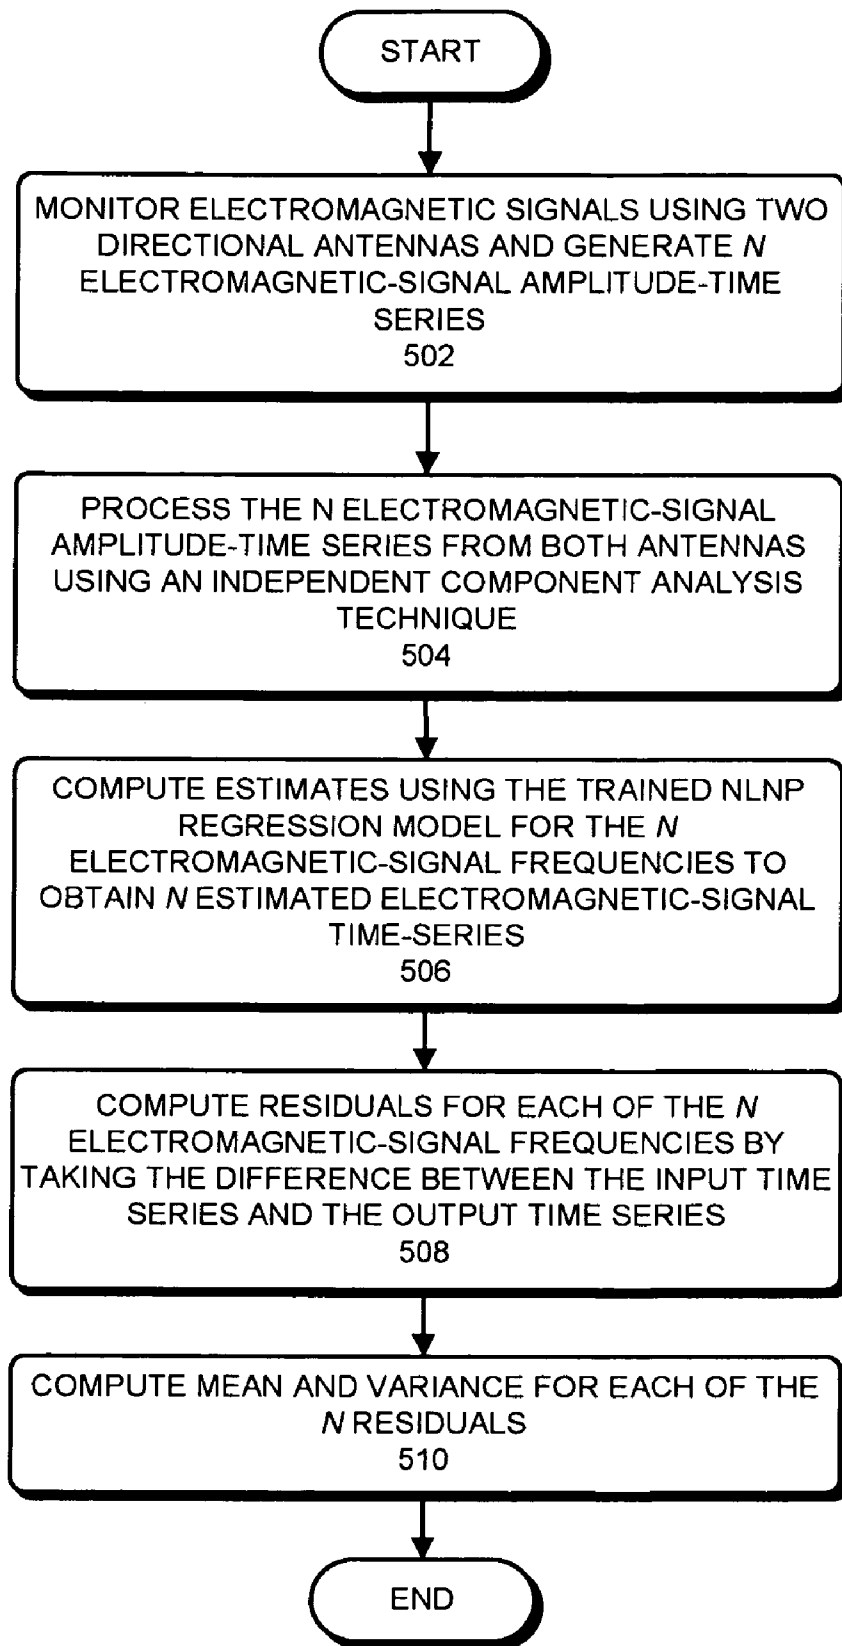 START
MONITOR ELECTROMAGNETIC SIGNALS USING TWO
DIRECTIONAL ANTENNAS AND GENERATE N
ELECTROMAGNETIC-SIGNAL AMPLITUDE-TIME
SERIES
502
PROCESS THE N ELECTROMAGNETIC-SIGNAL
AMPLITUDE-TIME SERIES FROM BOTH ANTENNAS
USING AN INDEPENDENT COMPONENT ANALYSIS
TECHNIQUE
504
COMPUTE ESTIMATES USING THE TRAINED NLNP
REGRESSION MODEL FOR THE N
ELECTROMAGNETIC-SIGNAL FREQUENCIES TO
OBTAIN N ESTIMATED ELECTROMAGNETIC-SIGNAL
TIME-SERIES
506
COMPUTE RESIDUALS FOR EACH OF THE N
ELECTROMAGNETIC-SIGNAL FREQUENCIES BY
TAKING THE DIFFERENCE BETWEEN THE INPUT TIME
SERIES AND THE OUTPUT TIME SERIES
508
COMPUTE MEAN AND VARIANCE FOR EACH OF THE
N RESIDUALS
510
END